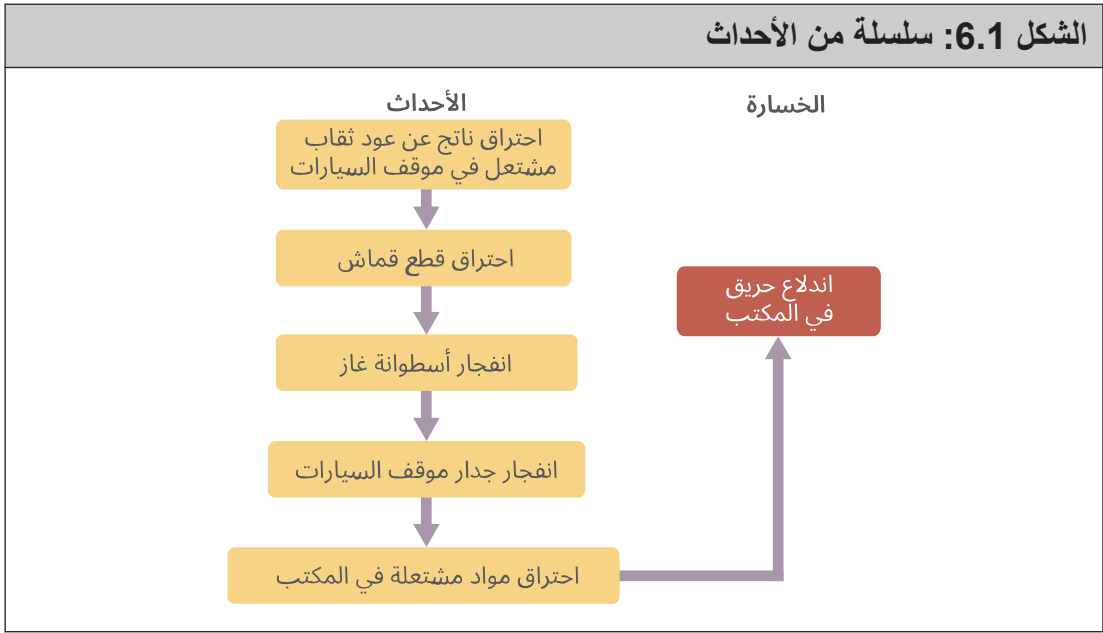 الشكل 6.1: سلسلة من الأحداث
الخسارة
الأحداث
احتراق ناتج عن عود ثقاب
مشتعل في موقف السيارات
احتراق قطع قماش
اندلاع حريق
في المكتب
انفجار أسطوانة غاز
انفجار جدار موقف السيارات
احتراق مواد مشتعلة في المكتب